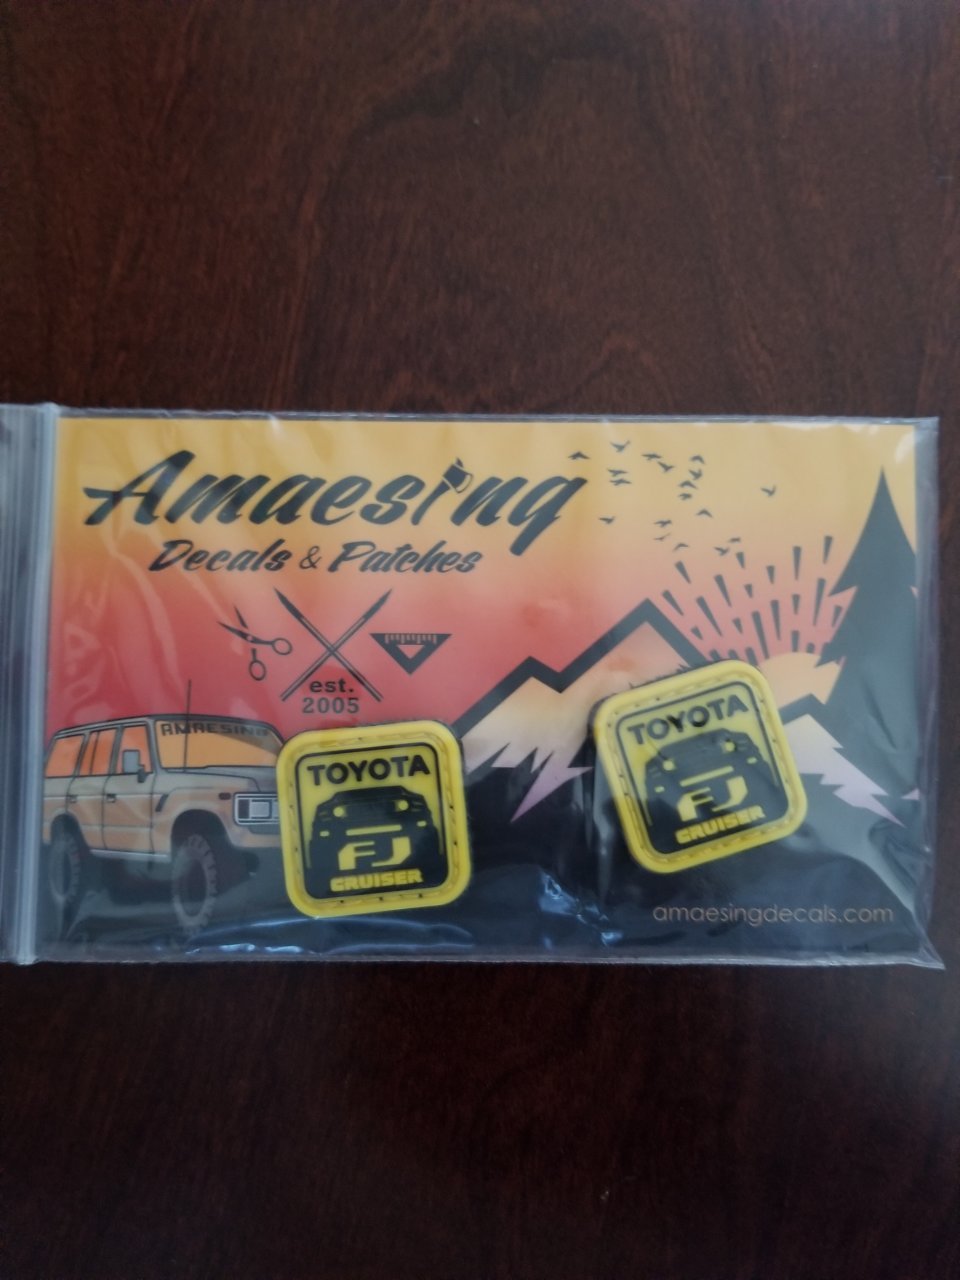 Amaesing
Decals & Patches
est.
2005
AMAESING
TOYOTA
FJ
CRUISER
TOYOTA
FJ
CRUISER
amaesingdecals.com